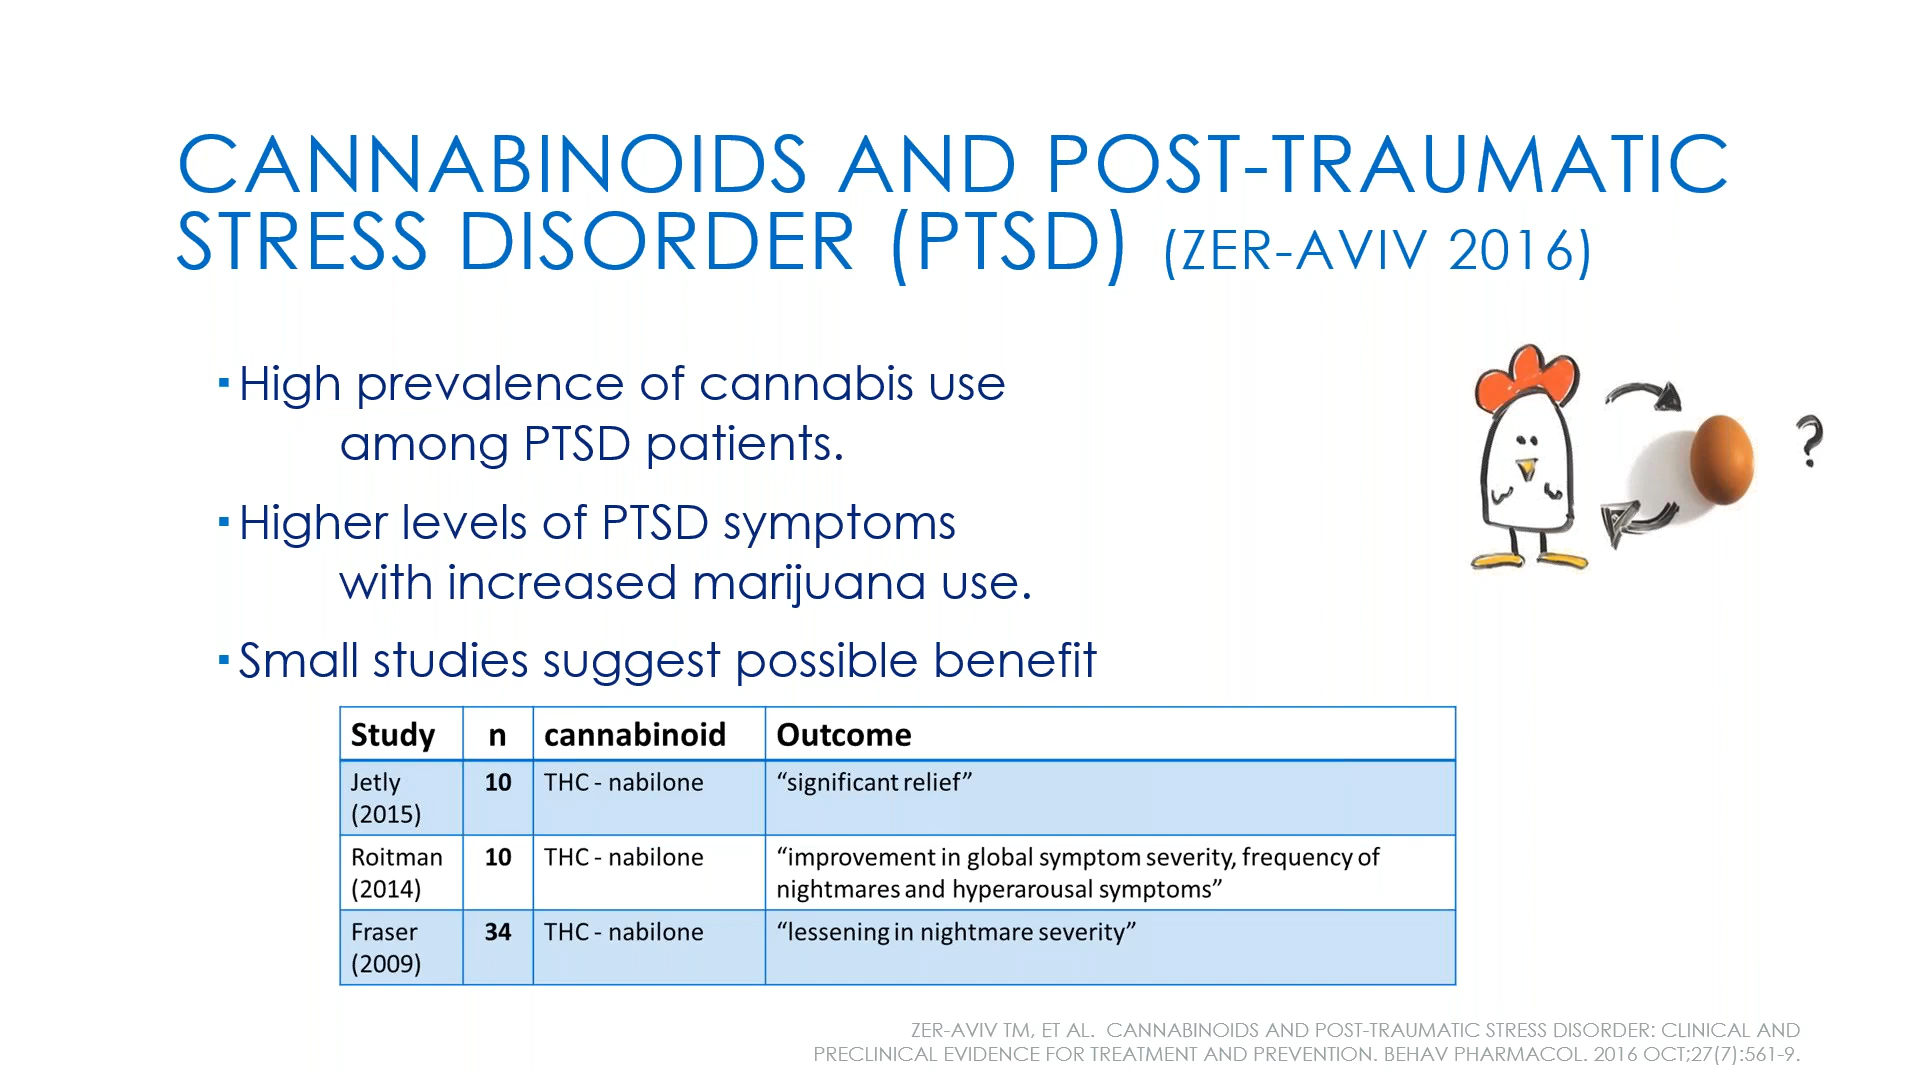 CANNABINOIDS AND POST-TRAUMATIC
STRESS DISORDER (PTSD) (ZER-AVIV 2016)
▪High prevalence of cannabis use
among PTSD patients.
▪Higher levels of PTSD symptoms
with increased marijuana use.
▪Small studies suggest possible benefit
?
Study n cannabinoid Outcome
Jetly 10 THC - nabilone “significant relief”
(2015)
Roitman 10 THC - nabilone “improvement in global symptom severity, frequency of
(2014) nightmares and hyperarousal symptoms”
Fraser 34 THC - nabilone “lessening in nightmare severity”
(2009)
ZER-AVIV TM, ET AL. CANNABINOIDS AND POST-TRAUMATIC STRESS DISORDER: CLINICAL AND
PRECLINICAL EVIDENCE FOR TREATMENT AND PREVENTION. BEHAV PHARMACOL. 2016 OCT;27(7):561-9.